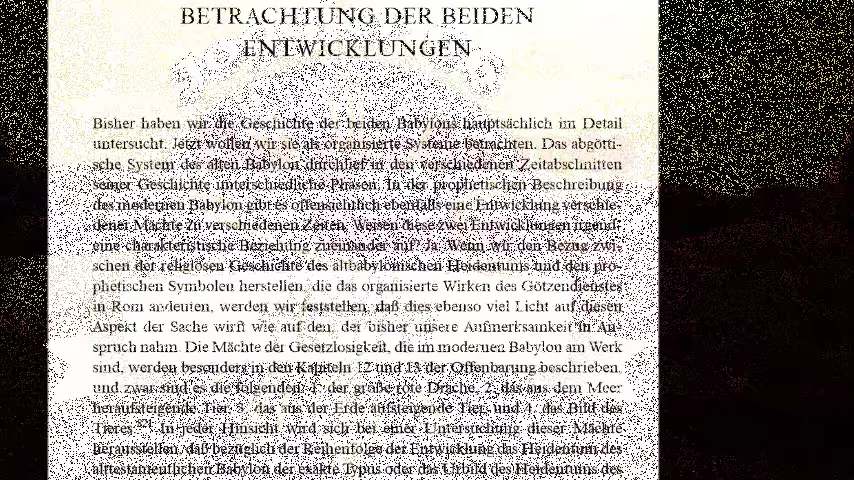 BETRACHTUNG DER BEIDEN
ENTWICKLUNGEN
Bisher haben wir die Geschichte der beiden Babylons hauptsächlich im Detail
untersucht. Jetzt wollen wir sie als organisierte Systeme betrachten. Das abgötti-
sche System des alten Babylon durchlief in den verschiedenen Zeitabschnitten
seiner Geschichte unterschiedliche Phasen. In der prophetischen Beschreibung
des modernen Babylon gibt es offensichtlich ebenfalls eine Entwicklung verschie-
dener Mächte zu verschiedenen Zeiten. Weisen diese zwei Entwicklungen irgend-
eine charakteristische Beziehung zueinander auf? Ja. Wenn wir den Bezug zwi-
schen der religiösen Geschichte des altbabylonischen Heidentums und den pro-
phetischen Symbolen herstellen, die das organisierte Wirken des Götzendienstes
in Rom andeuten, werden wir feststellen, daß dies ebenso viel Licht auf diesen
Aspekt der Sache wirft wie auf den, der bisher unsere Aufmerksamkeit in An-
spruch nahm. Die Mächte der Gesetzlosigkeit, die im modernen Babylon am Werk
sind, werden besonders in den Kapiteln 12 und 13 der Offenbarung beschrieben,
und zwar sind es die folgenden: 1. der große rote Drache, 2. das aus dem Meer
heraufsteigende Tier, 3. das aus der Erde aufsteigende Tier und 4. das Bild des
Tieres. In jeder Hinsicht wird sich bei einer Untersuchung dieser Mächte
herausstellen, daß bezüglich der Reihenfolge der Entwicklung das Heidentum des
alttestamentlichen Babylon der exakte Typus oder das Urbild des Heidentums des